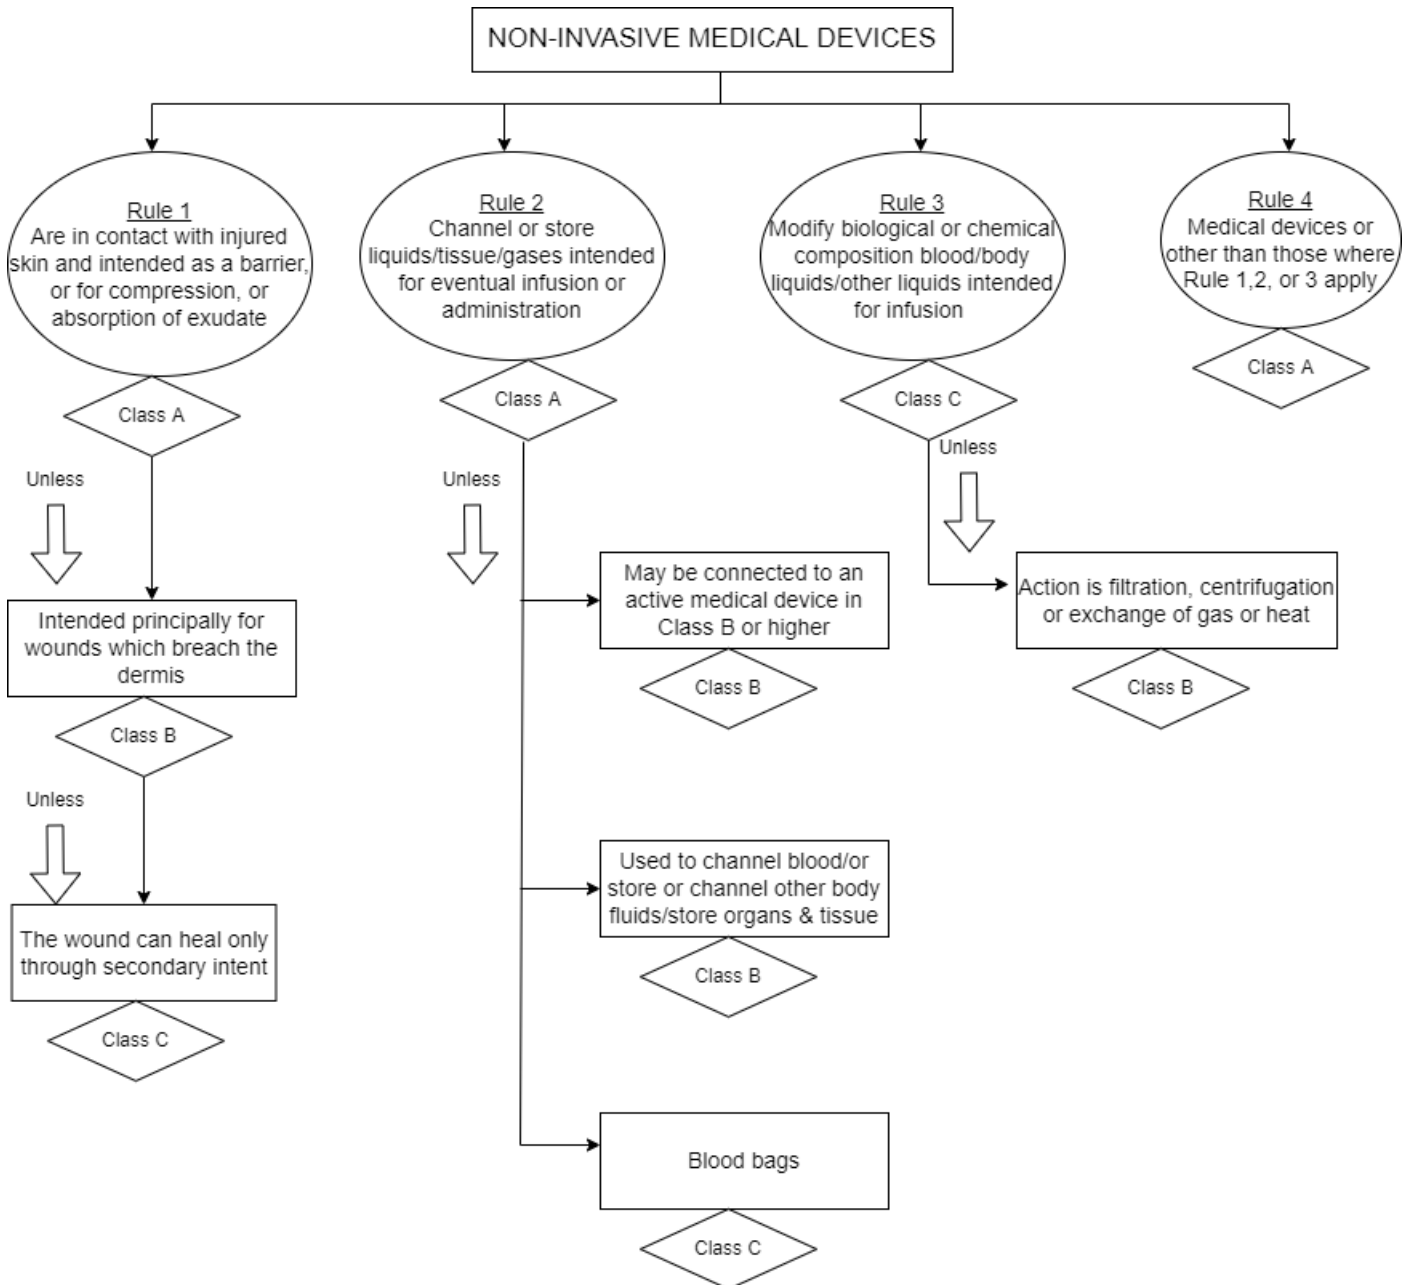 NON-INVASIVE MEDICAL DEVICES
Rule 1
Are in contact with injured
skin and intended as a barrier,
or for compression, or
absorption of exudate
Class A
Unless
Intended principally for
wounds which breach the
dermis
Class B
Unless
The wound can heal only
through secondary intent
Class C
Rule 2
Channel or store
liquids/tissue/gases intended
for eventual infusion or
administration
Class A
Unless
May be connected to an
active medical device in
Class B or higher
Class B
Used to channel blood/or
store or channel other body
fluids/store organs & tissue
Class B
Blood bags
Class C
Rule 3
Modify biological or chemical
composition blood/body
liquids/other liquids intended
for infusion
Class C
Unless
Action is filtration, centrifugation
or exchange of gas or heat
Class B
Rule 4
Medical devices or
other than those where
Rule 1,2, or 3 apply
Class A